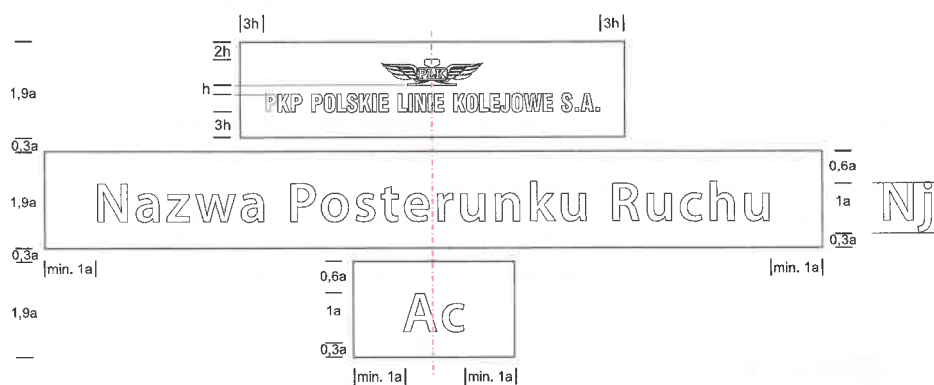 3h 3h
2h
PLK
1,9a h
PKP POLSKIE LINIE KOLEJOWE S.A.
3h
0,3a
0,6a
1,9a Nazwa Posterunku Ruchu 1a Nj
0,3a 0,3a
min. 1a 0,6a min. 1a
1,9a 1a Ac
0,3a
min. 1a min. 1a